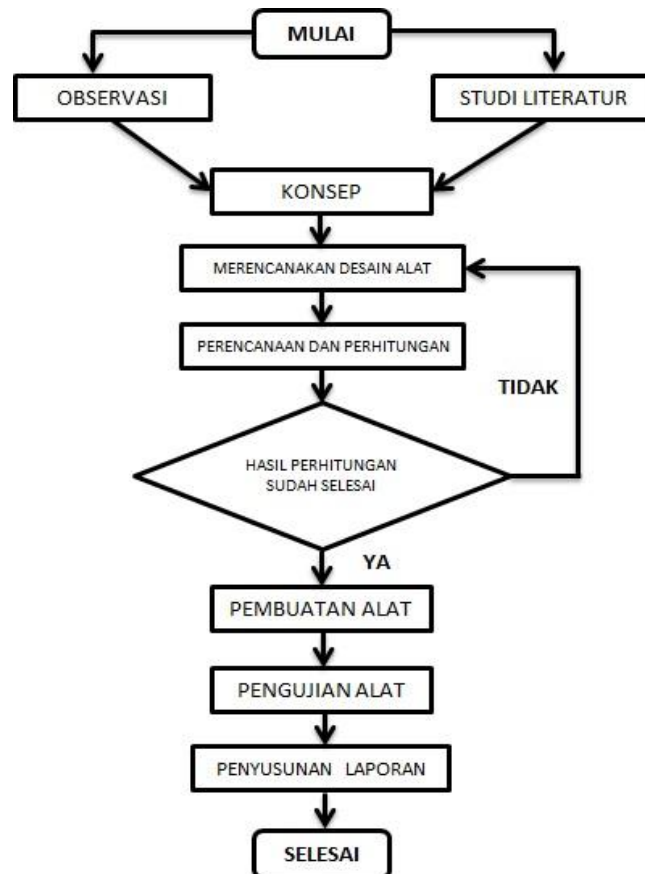 MULAI
OBSERVASI
STUDI LITERATUR
KONSEP
MERENCANAKAN DESAIN ALAT
PERENCANAAN DAN PERHITUNGAN
TIDAK
HASIL PERHITUNGAN
SUDAH SELESAI
YA
PEMBUATAN ALAT
PENGUJIAN ALAT
PENYUSUNAN LAPORAN
SELESAI